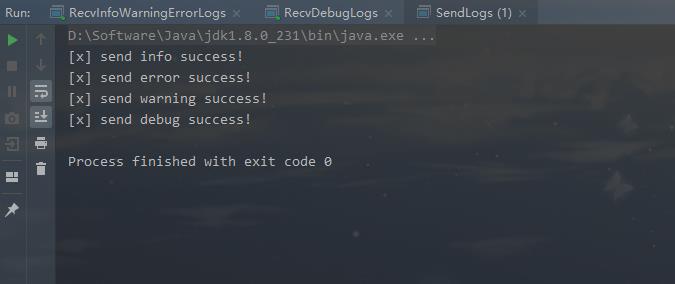 Run: RecvInfoWarningErrorLogs × RecvDebugLogs × SendLogs (1) ×
D:\Software\Java\jdk1.8.0_231\bin\java.exe ...
[x] send info success!
[x] send error success!
[x] send warning success!
[x] send debug success!
Process finished with exit code 0